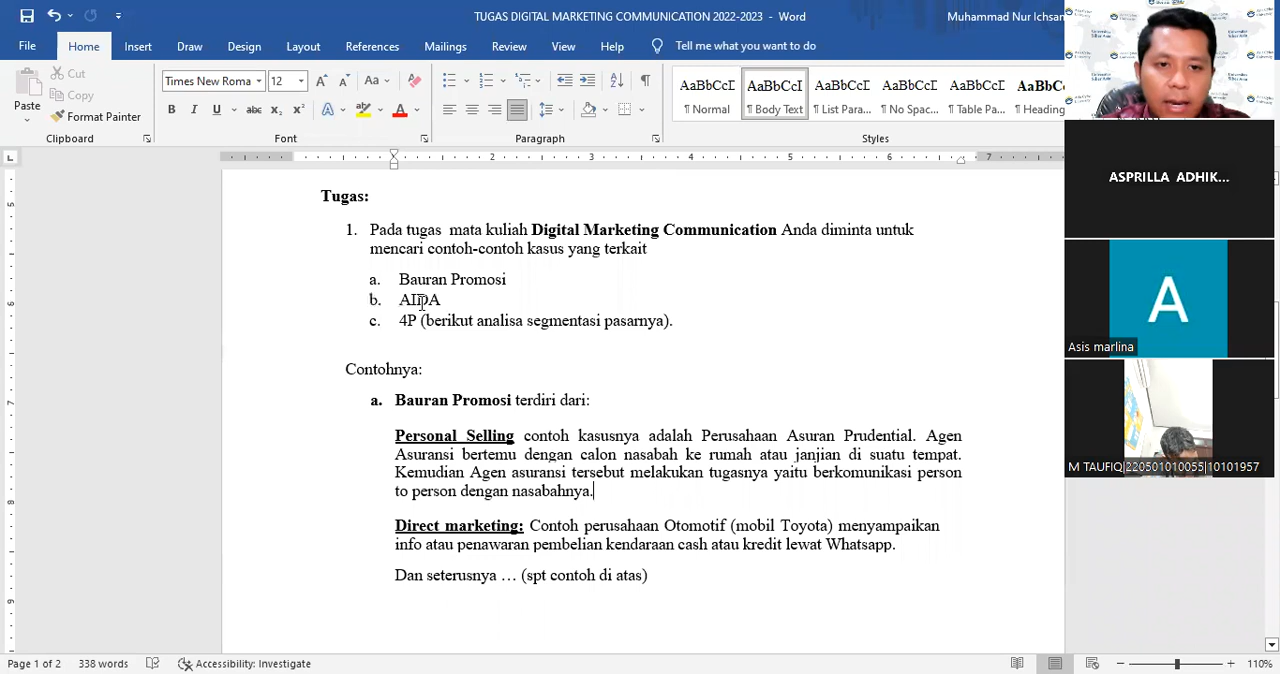 TUGAS DIGITAL MARKETING COMMUNICATION 2022-2023 - Word
Muhammad Nur Ichsan
File Home Insert Draw Design Layout References Mailings Review View Help Tell me what you want to do
Paste
Cut
Copy
Format Painter
Clipboard
Times New Roma 12
Font
Paragraph
AaBbCcI AaBbCcI AaBbCcI AaBbCcI AaBbCcI AaBbC
¶ Normal ¶ Body Text ¶ List Para... ¶ No Spac... ¶ Table Pa... ¶ Heading
Styles
2 3 4 5 6 7
Tugas:
1. Pada tugas mata kuliah Digital Marketing Communication Anda diminta untuk
mencari contoh-contoh kasus yang terkait
a. Bauran Promosi
b. AIDA
c. 4P (berikut analisa segmentasi pasarnya).
Contohnya:
a. Bauran Promosi terdiri dari:
Personal Selling contoh kasusnya adalah Perusahaan Asuran Prudential. Agen
Asuransi bertemu dengan calon nasabah ke rumah atau janjian di suatu tempat.
Kemudian Agen asuransi tersebut melakukan tugasnya yaitu berkomunikasi person
to person dengan nasabahnya.
Direct marketing: Contoh perusahaan Otomotif (mobil Toyota) menyampaikan
info atau penawaran pembelian kendaraan cash atau kredit lewat Whatsapp.
Dan seterusnya … (spt contoh di atas)
Page 1 of 2 338 words Accessibility: Investigate 110%
ASPRILLA ADHIK...
A
Asis marlina
M TAUFIQ|220501010055|10101957